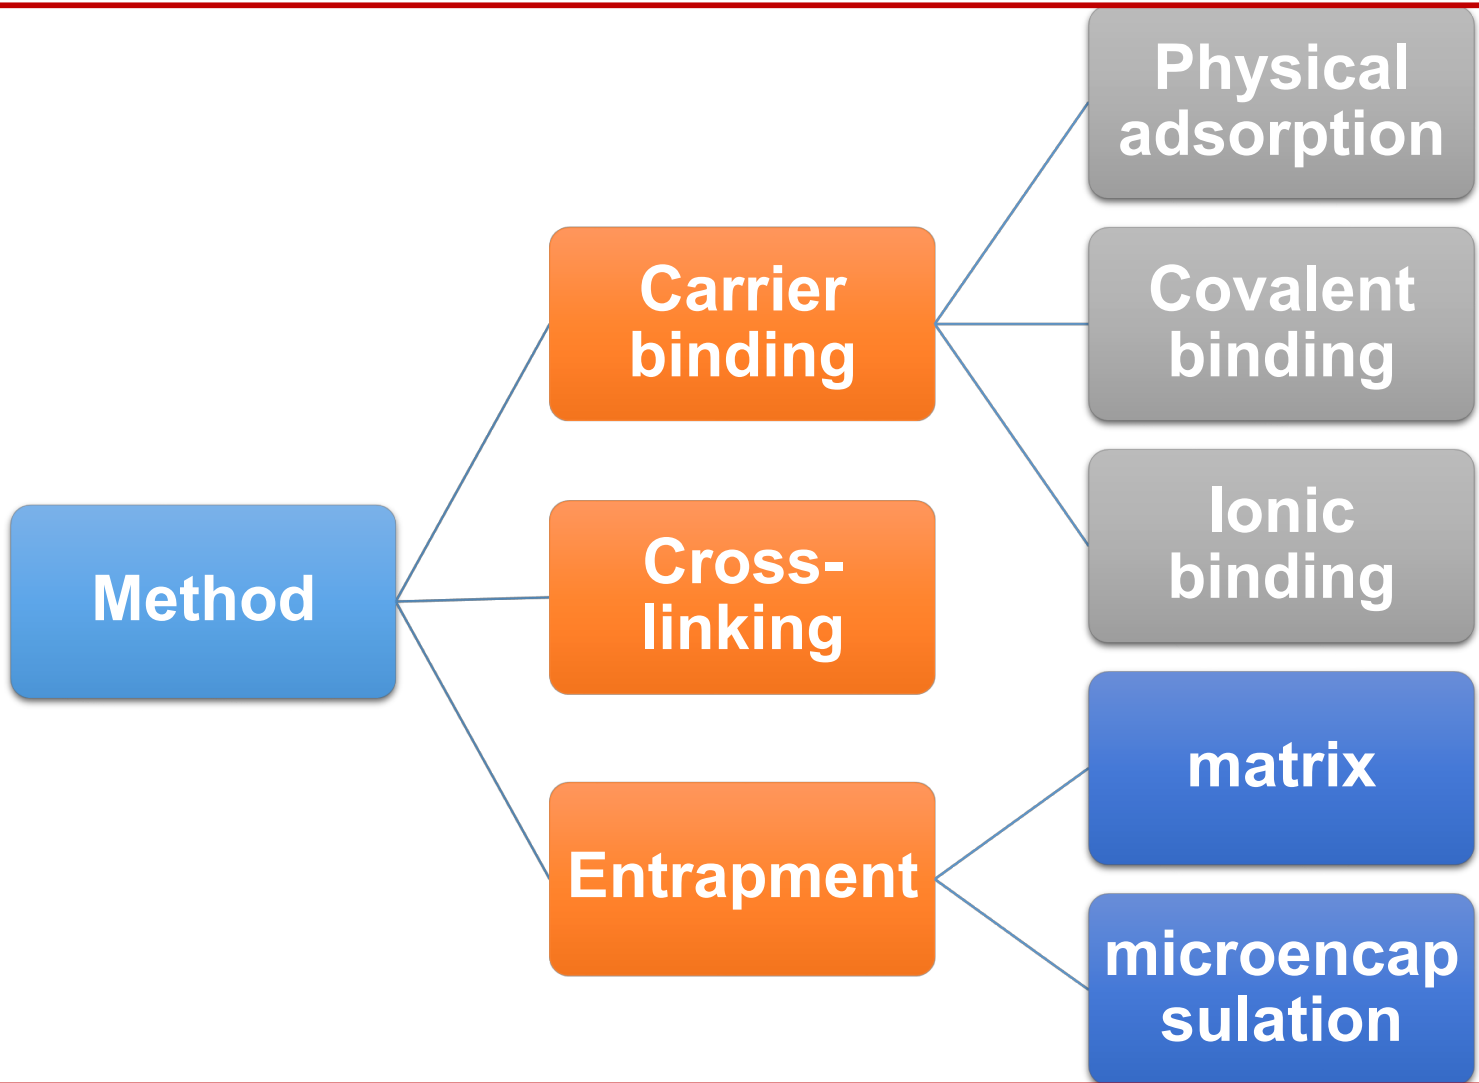 Method
Carrier
binding
Cross-
linking
Entrapment
Physical
adsorption
Covalent
binding
Ionic
binding
matrix
microencap
sulation